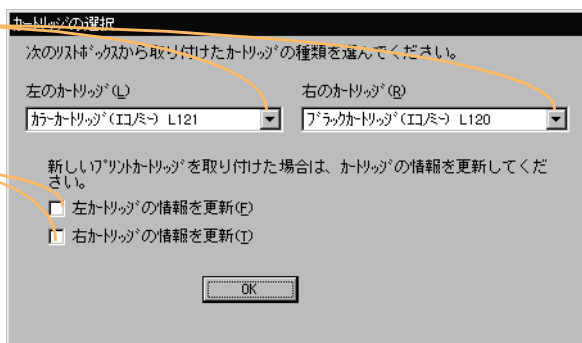 ｶｰﾄﾘｯｼﾞの選択
次のﾘｽﾄﾎﾞｯｸｽから取り付けたｶｰﾄﾘｯｼﾞの種類を選んでください。
左のｶｰﾄﾘｯｼﾞ(L)
右のｶｰﾄﾘｯｼﾞ(R)
ｶﾗｰｶｰﾄﾘｯｼﾞ(ｴｺﾉﾐｰ) L121
ﾌﾞﾗｯｸｶｰﾄﾘｯｼﾞ(ｴｺﾉﾐｰ) L120
新しいﾌﾟﾘﾝﾄｶｰﾄﾘｯｼﾞを取り付けた場合は、ｶｰﾄﾘｯｼﾞの情報を更新してくだ
さい。
左ｶｰﾄﾘｯｼﾞの情報を更新(F)
右ｶｰﾄﾘｯｼﾞの情報を更新(T)
OK